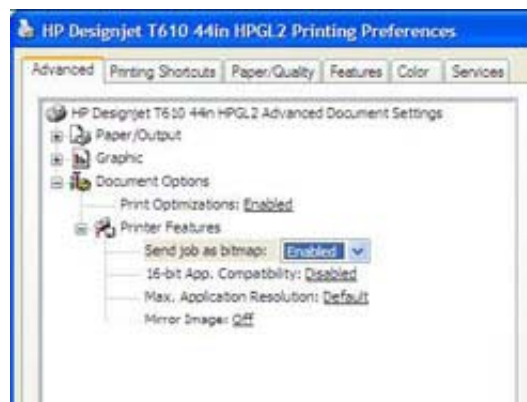 HP Designjet T610 44in HPGL2 Printing Preferences
Advanced Printing Shortcuts Paper/Quality Features Color Services
HP Designjet T610 44in HPGL2 Advanced Document Settings
Paper/Output
Graphic
Document Options
Print Optimizations: Enabled
Printer Features
Send job as bitmap: Enabled
16-bit App. Compatibility: Disabled
Max. Application Resolution: Default
Mirror Image: Off